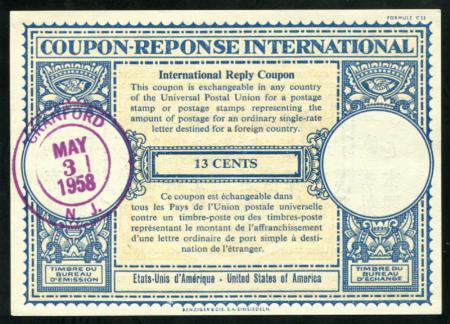 FORMULE C 22
COUPON-REPONSE INTERNATIONAL
International Reply Coupon
This coupon is exchangeable in any country
of the Universal Postal Union for a postage
stamp or postage stamps representing the
amount of postage for an ordinary single-rate
letter destined for a foreign country.
CRANFORD
MAY
31
1958
N. J.
13 CENTS
Ce coupon est échangeable dans
tous les Pays de l'Union postale universelle
contre un timbre-poste ou des timbres-poste
représentant le montant de l'affranchissement
d'une lettre ordinaire de port simple à desti-
nation de l'étranger.
TIMBRE DU
BUREAU
D'ÉMISSION
Etats-Unis d'Amérique - United States of America
TIMBRE DU
BUREAU
D'ÉCHANGE
BENZIGER & CIE. S.A. EINSIEDELN